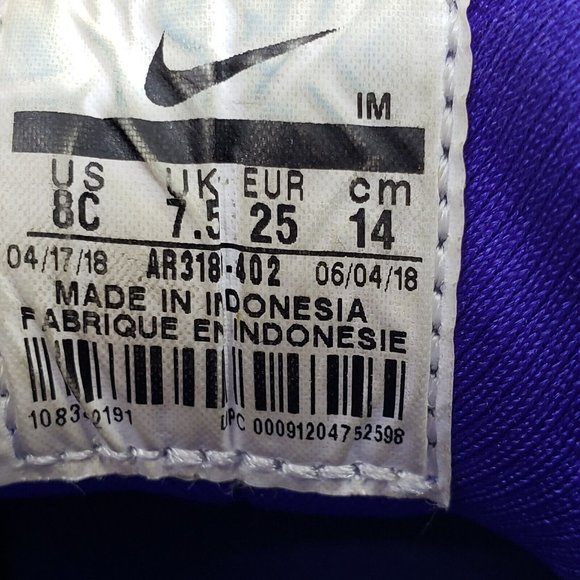 IM
US UK EUR cm
8C 7.5 25 14
04/17/18 AR318-402 06/04/18
MADE IN INDONESIA
FABRIQUE EN INDONESIE
UPC 00091204752598